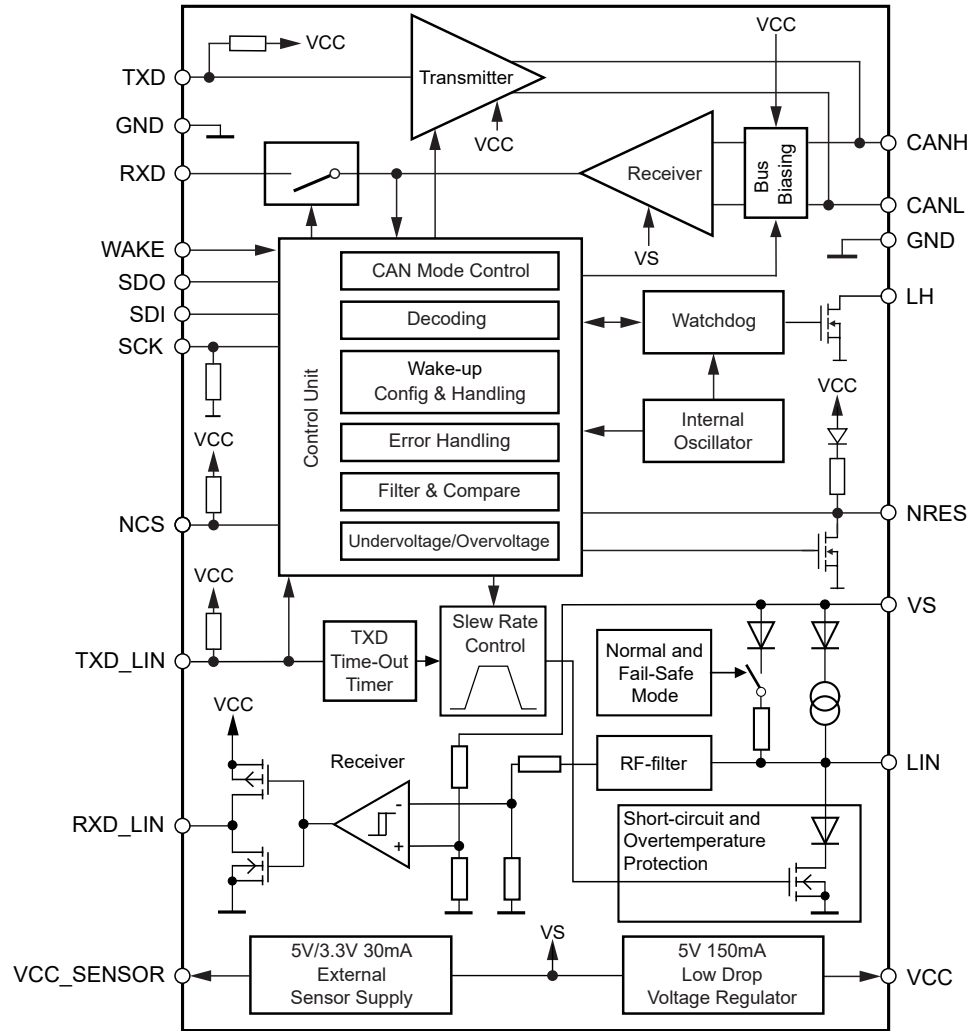 VCC
VCC
TXD
Transmitter
GND
VCC
CANH
RXD
Receiver
Bus
Biasing
CANL
WAKE
VS
GND
SDO
CAN Mode Control
LH
SDI
Decoding
Watchdog
SCK
Wake-up
Config & Handling
VCC
Control Unit
Internal
Oscillator
VCC
Error Handling
Filter & Compare
NCS
NRES
Undervoltage/Overvoltage
VCC
VS
TXD_LIN
TXD
Time-Out
Timer
Slew Rate
Control
Normal and
Fail-Safe
Mode
VCC
Receiver
RF-filter
LIN
RXD_LIN
-
+
Short-circuit and
Overtemperature
Protection
VS
VCC_SENSOR
5V/3.3V 30mA
External
Sensor Supply
5V 150mA
Low Drop
Voltage Regulator
VCC